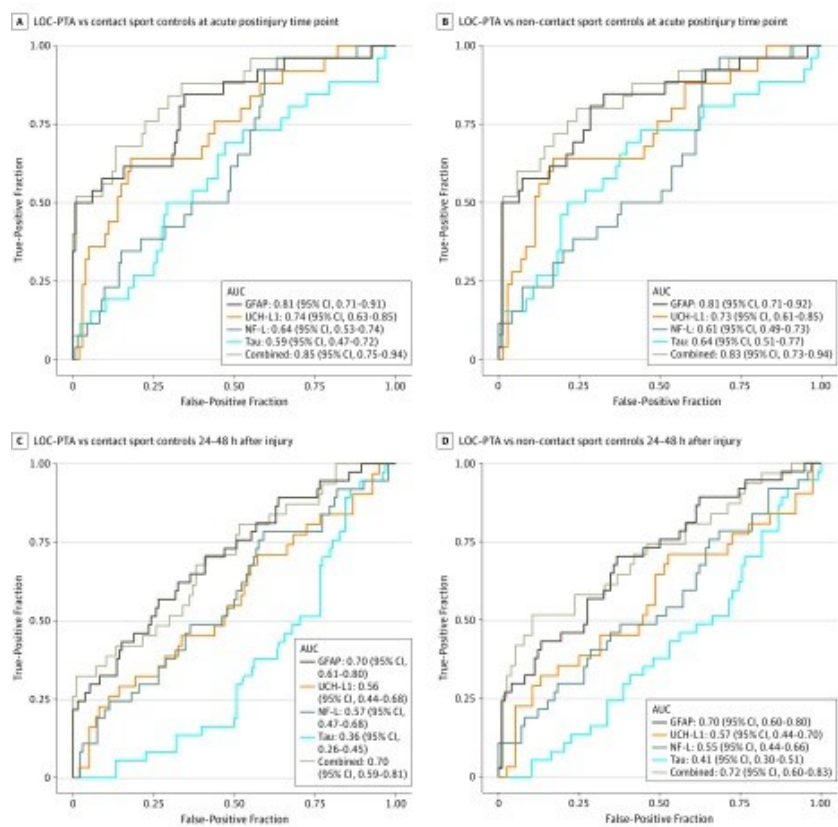 A LOC-PTA vs contact sport controls at acute postinjury time point
1.00
0.75
0.50
0.25
0
True-Positive Fraction
0 0.25 0.50 0.75 1.00
False-Positive Fraction
AUC
GFAP: 0.81 (95% CI, 0.71-0.91)
UCH-L1: 0.74 (95% CI, 0.63-0.85)
NF-L: 0.64 (95% CI, 0.53-0.74)
Tau: 0.59 (95% CI, 0.47-0.72)
Combined: 0.85 (95% CI, 0.75-0.94)
B LOC-PTA vs non-contact sport controls at acute postinjury time point
1.00
0.75
0.50
0.25
0
True-Positive Fraction
0 0.25 0.50 0.75 1.00
False-Positive Fraction
AUC
GFAP: 0.81 (95% CI, 0.71-0.92)
UCH-L1: 0.73 (95% CI, 0.61-0.85)
NF-L: 0.61 (95% CI, 0.49-0.73)
Tau: 0.64 (95% CI, 0.51-0.77)
Combined: 0.83 (95% CI, 0.73-0.94)
C LOC-PTA vs contact sport controls 24–48 h after injury
1.00
0.75
0.50
0.25
0
True-Positive Fraction
0 0.25 0.50 0.75 1.00
False-Positive Fraction
AUC
GFAP: 0.70 (95% CI,
0.61-0.80)
UCH-L1: 0.56
(95% CI, 0.44-0.68)
NF-L: 0.57 (95% CI,
0.47-0.68)
Tau: 0.36 (95% CI,
0.26-0.45)
Combined: 0.70
(95% CI, 0.59-0.81)
D LOC-PTA vs non-contact sport controls 24–48 h after injury
1.00
0.75
0.50
0.25
0
True-Positive Fraction
0 0.25 0.50 0.75 1.00
False-Positive Fraction
AUC
GFAP: 0.70 (95% CI, 0.60-0.80)
UCH-L1: 0.57 (95% CI, 0.44-0.70)
NF-L: 0.55 (95% CI, 0.44-0.66)
Tau: 0.41 (95% CI, 0.30-0.51)
Combined: 0.72 (95% CI, 0.60-0.83)